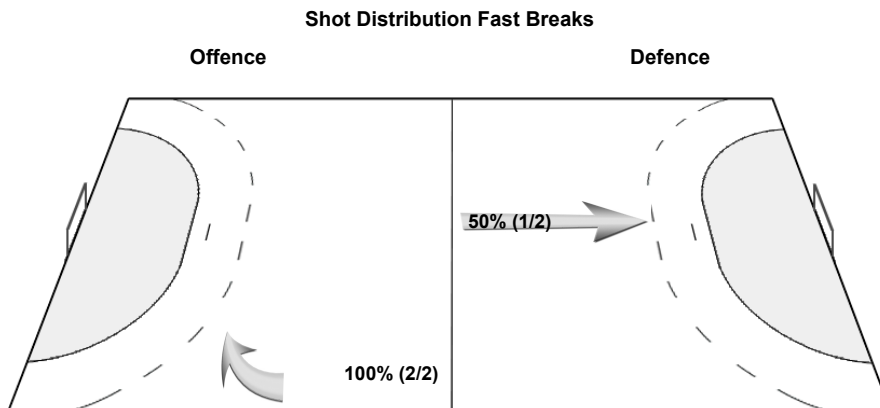 Shot Distribution Fast Breaks
Offence
Defence
50% (1/2)
100% (2/2)